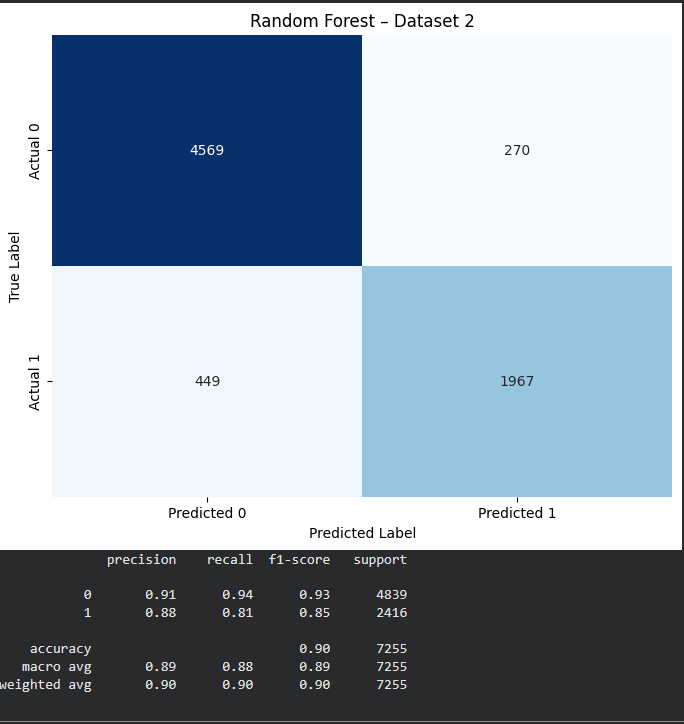 Random Forest – Dataset 2
True Label
Actual 0
4569 270
Actual 1
449 1967
Predicted 0 Predicted 1
Predicted Label
precision recall f1-score support
0 0.91 0.94 0.93 4839
1 0.88 0.81 0.85 2416
accuracy 0.90 7255
macro avg 0.89 0.88 0.89 7255
weighted avg 0.90 0.90 0.90 7255